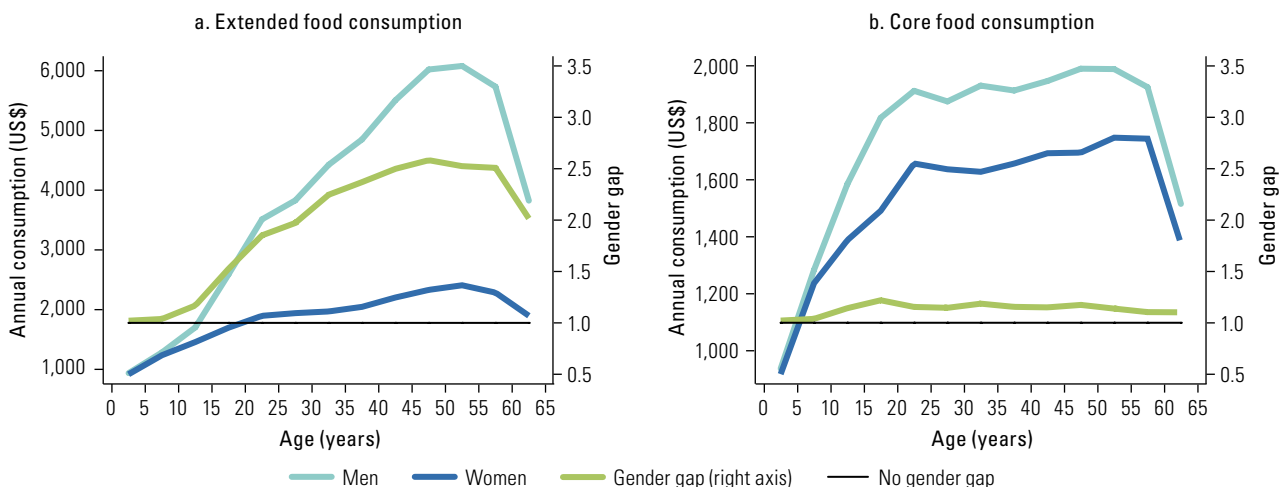 a. Extended food consumption
Annual consumption (US$)
6,000
5,000
4,000
3,000
2,000
1,000
3.5
3.0
2.5
2.0
1.5
1.0
0.5
Gender gap
0 5 10 15 20 25 30 35 40 45 50 55 60 65
Age (years)
b. Core food consumption
Annual consumption (US$)
2,000
1,800
1,600
1,400
1,200
1,000
3.5
3.0
2.5
2.0
1.5
1.0
0.5
Gender gap
0 5 10 15 20 25 30 35 40 45 50 55 60 65
Age (years)
Men Women Gender gap (right axis) No gender gap